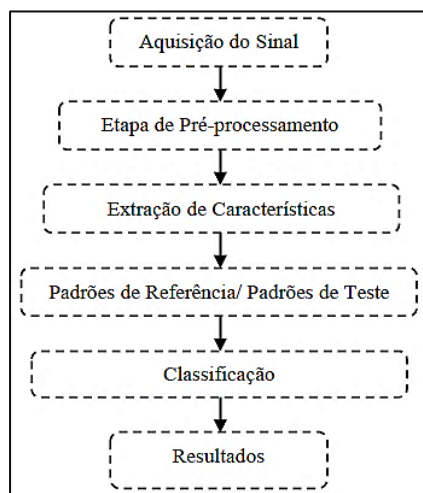 Aquisição do Sinal
Etapa de Pré-processamento
Extração de Características
Padrões de Referência/ Padrões de Teste
Classificação
Resultados